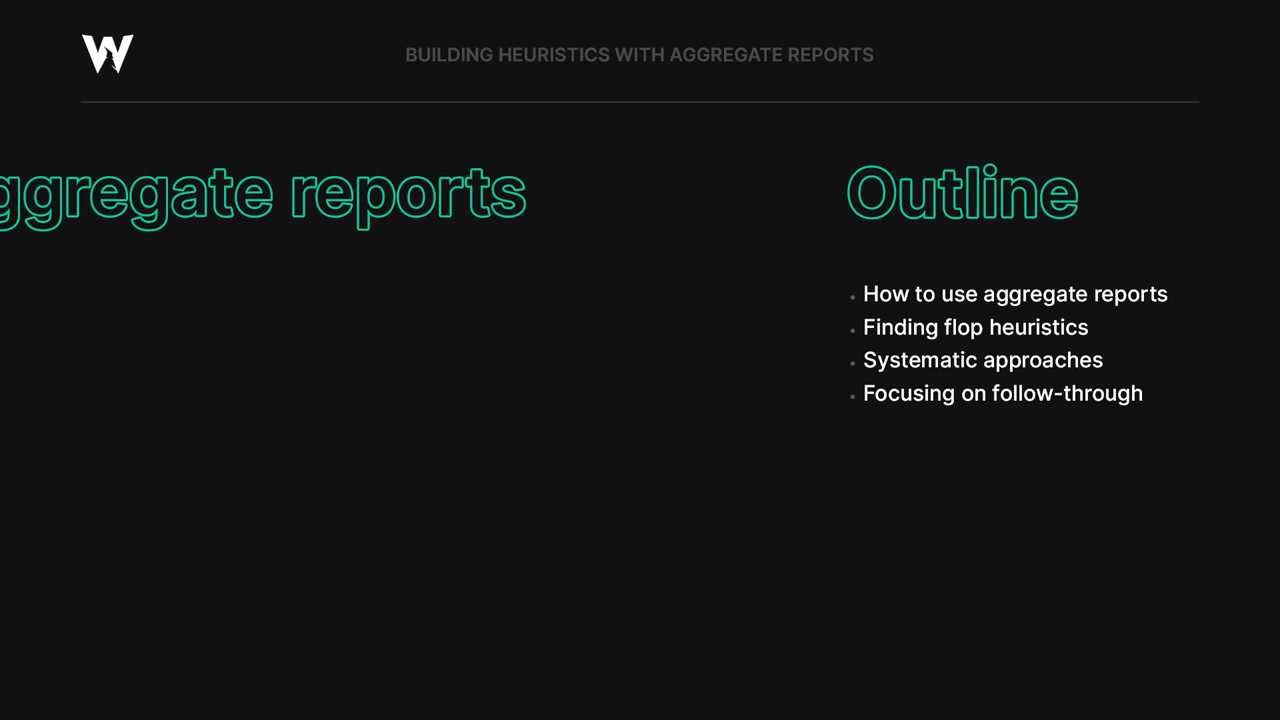 W
BUILDING HEURISTICS WITH AGGREGATE REPORTS
ggregate reports
Outline
How to use aggregate reports
Finding flop heuristics
Systematic approaches
Focusing on follow-through